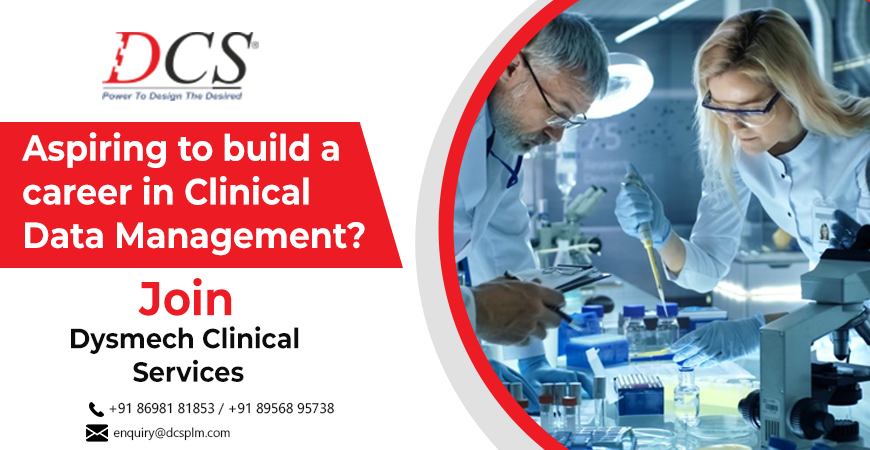 DCS®
Power To Design The Desired
Aspiring to build a
career in Clinical
Data Management?
Join
Dysmech Clinical
Services
+91 86981 81853 / +91 89568 95738
enquiry@dcsplm.com